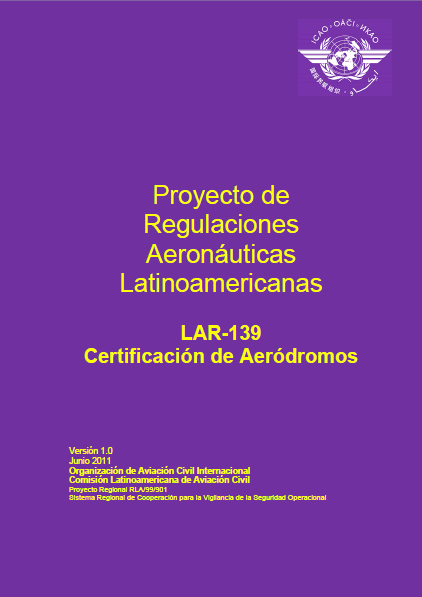 ICAO · OACI · ИКАО
Proyecto de
Regulaciones
Aeronáuticas
Latinoamericanas
LAR-139
Certificación de Aeródromos
Versión 1.0
Junio 2011
Organización de Aviación Civil Internacional
Comisión Latinoamericana de Aviación Civil
Proyecto Regional RLA/99/901
Sistema Regional de Cooperación para la Vigilancia de la Seguridad Operacional